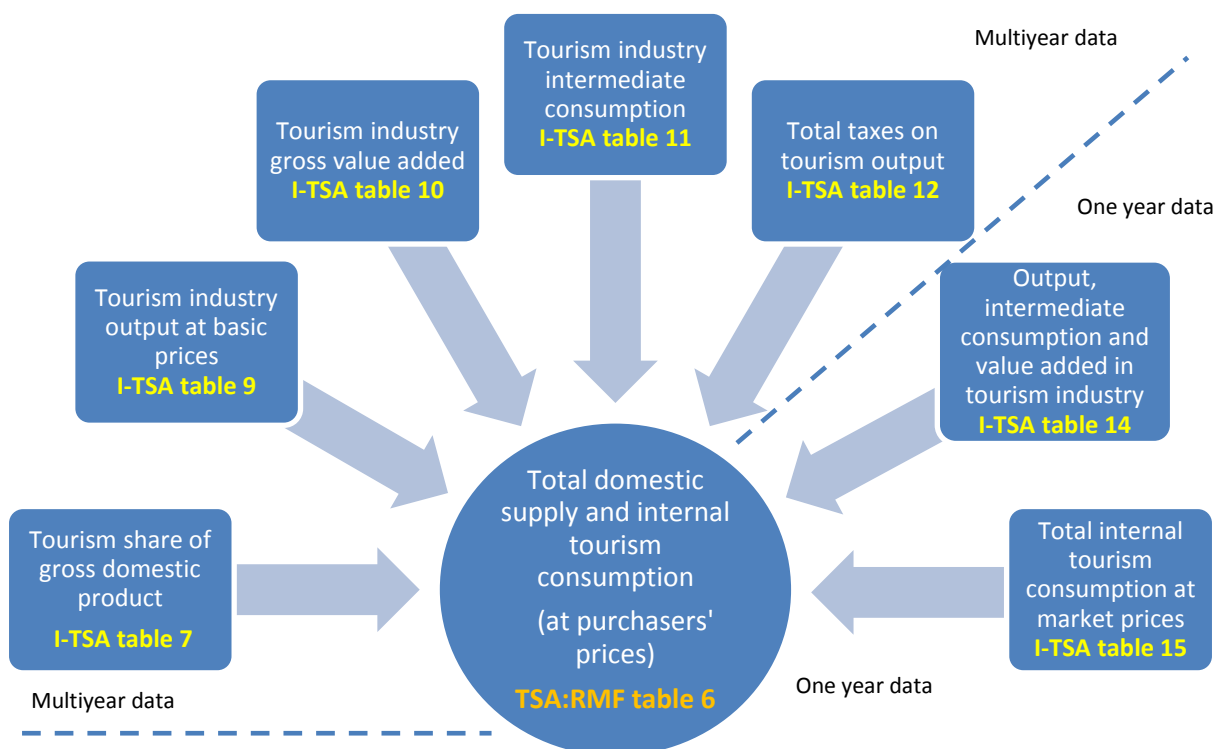 Multiyear data
Tourism industry
intermediate
consumption
I-TSA table 11
Tourism industry
gross value added
I-TSA table 10
Total taxes on
tourism output
I-TSA table 12
One year data
Tourism industry
output at basic
prices
I-TSA table 9
Output,
intermediate
consumption and
value added in
tourism industry
I-TSA table 14
Tourism share of
gross domestic
product
I-TSA table 7
Total domestic
supply and internal
tourism
consumption
(at purchasers'
prices)
TSA:RMF table 6
Total internal
tourism
consumption at
market prices
I-TSA table 15
Multiyear data
One year data